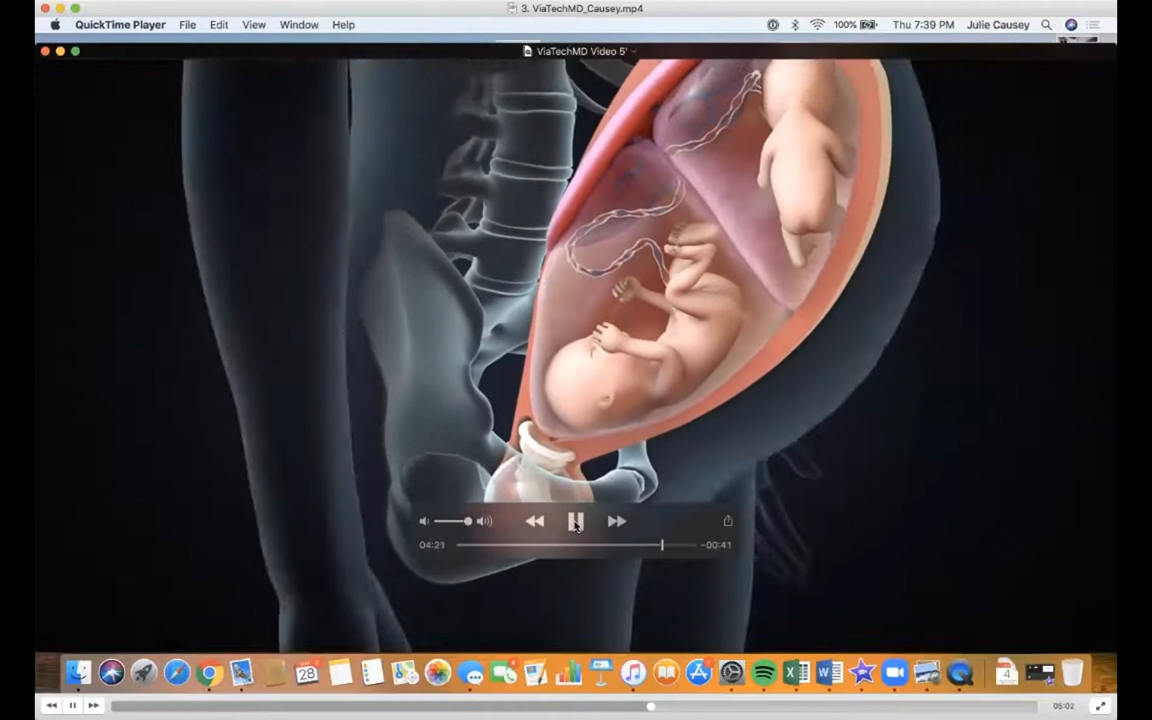 3. ViaTechMD_Causey.mp4
QuickTime Player File Edit View Window Help 100% Thu 7:39 PM Julie Causey
ViaTechMD Video 5'
04:21 -00:41
28
4
05:02